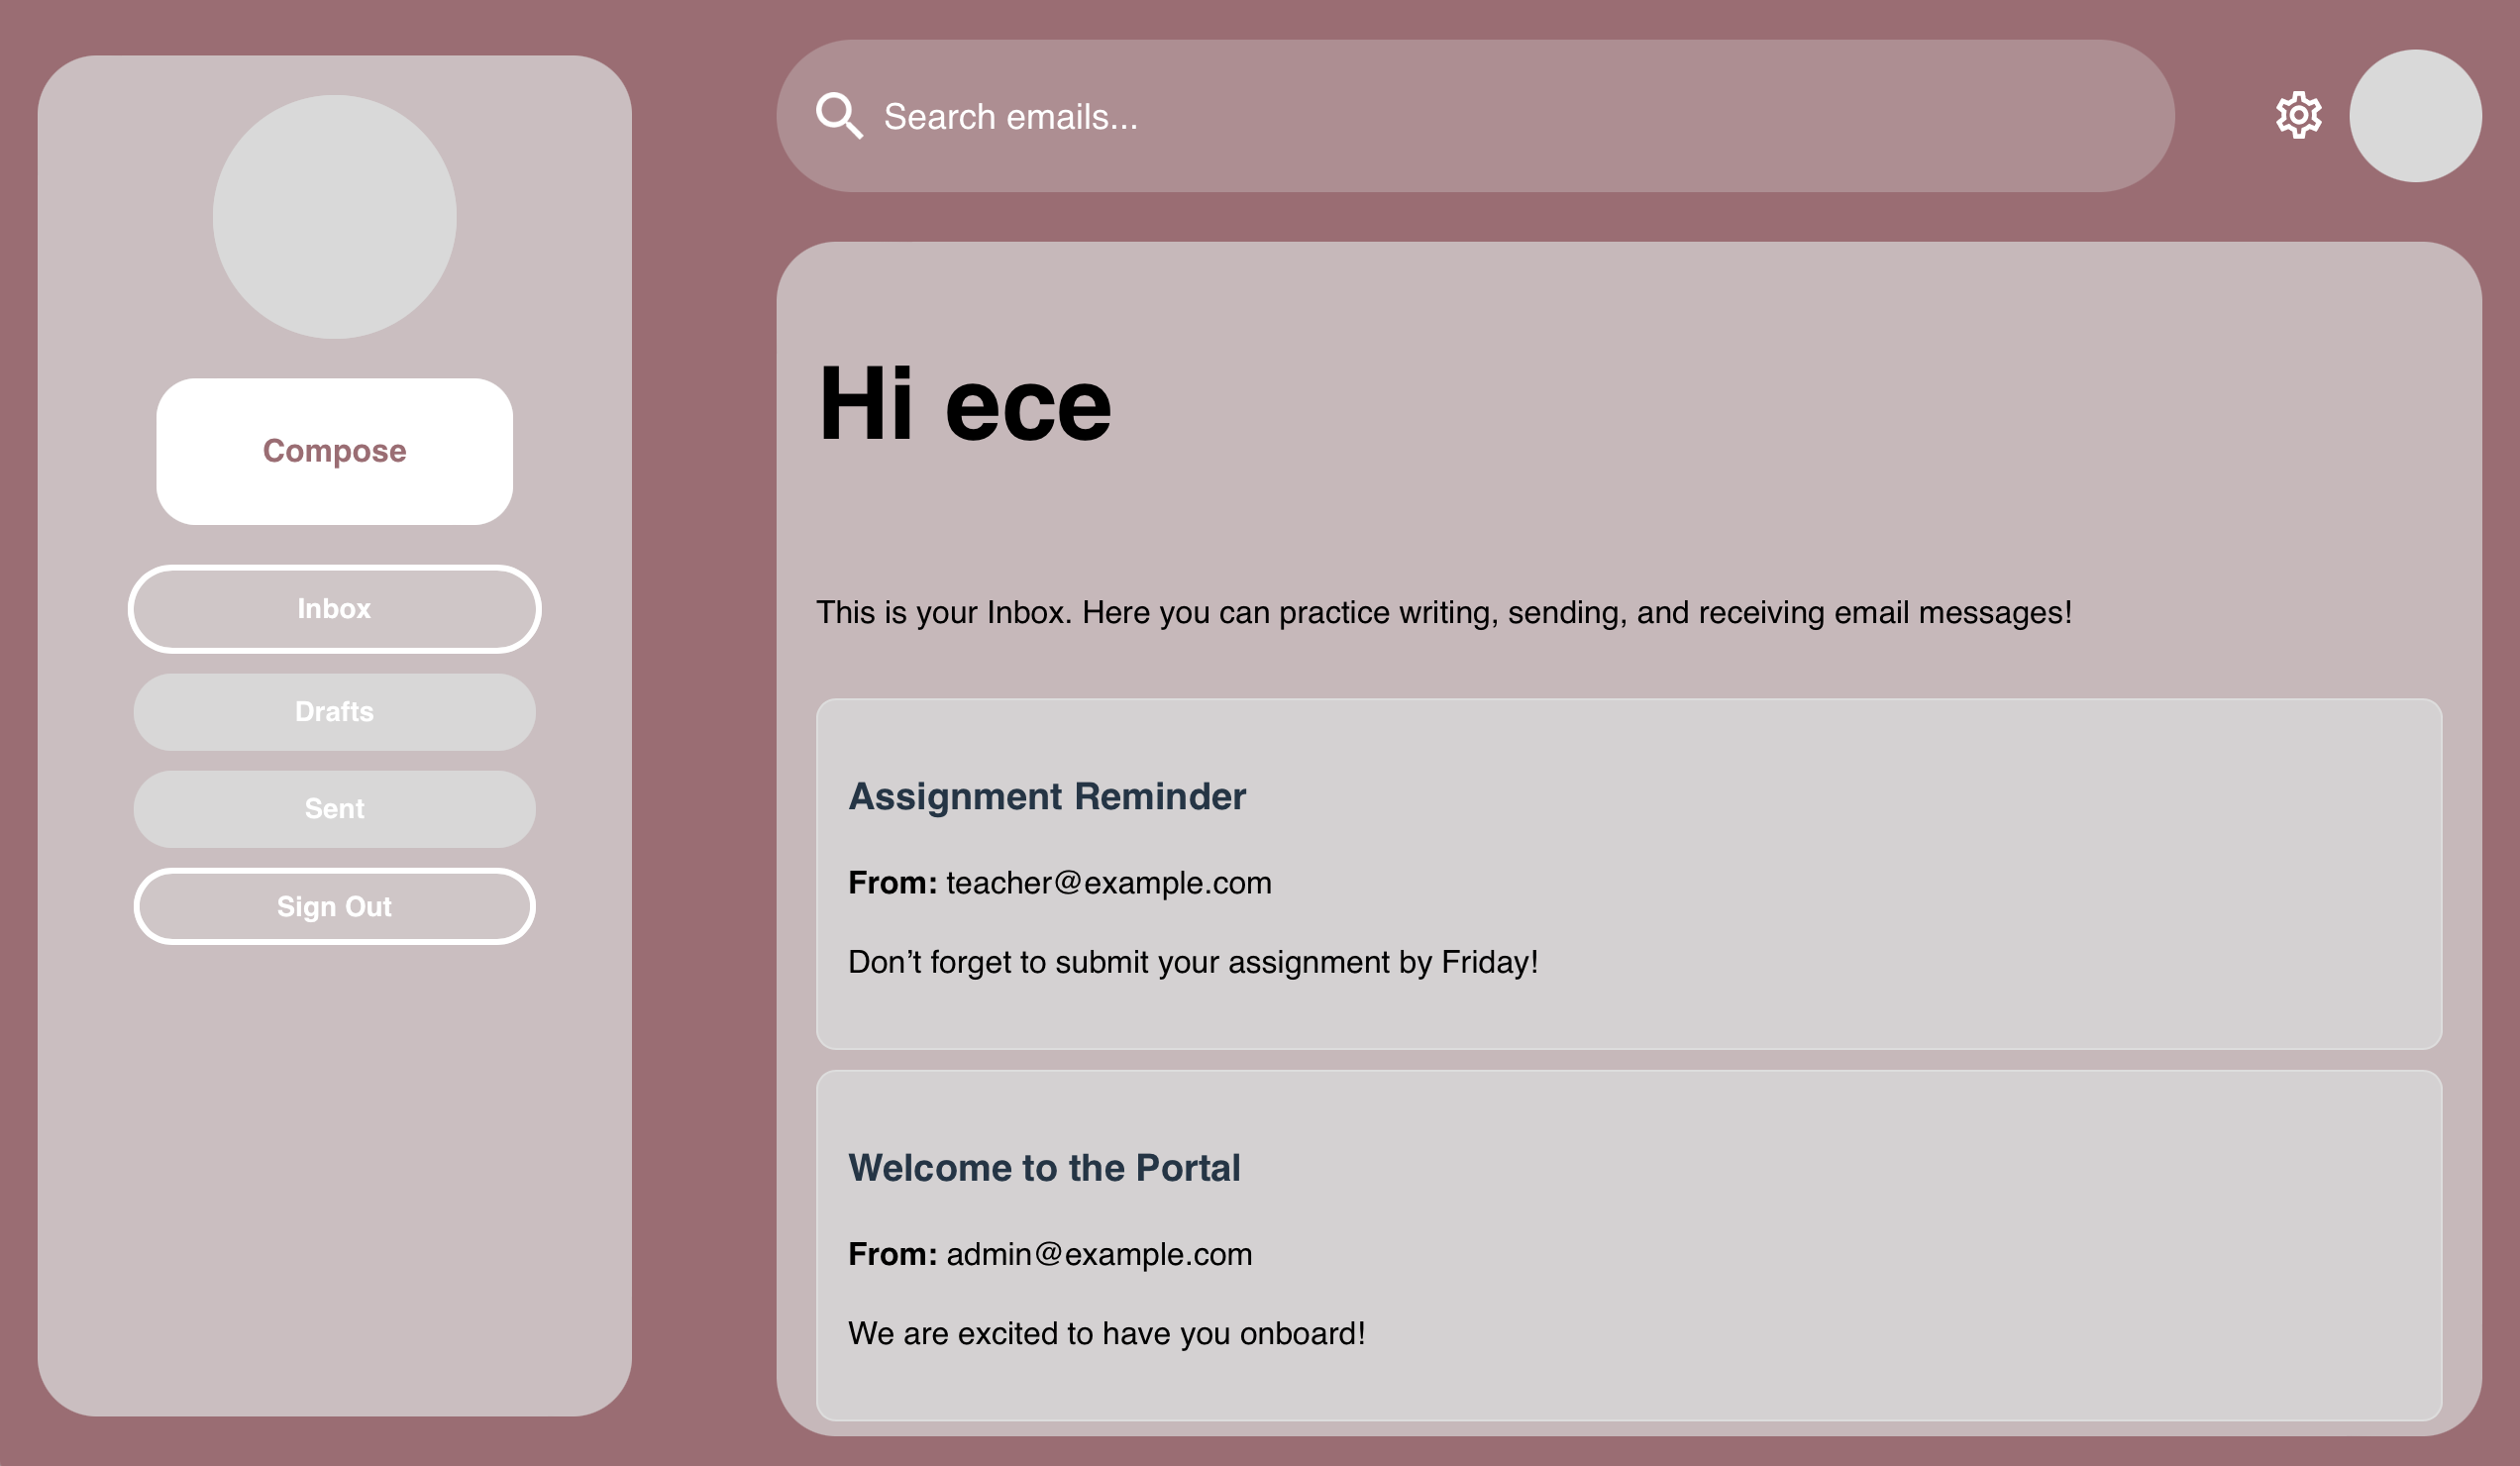 Search emails...
Compose
Inbox
Drafts
Sent
Sign Out
Hi ece
This is your Inbox. Here you can practice writing, sending, and receiving email messages!
Assignment Reminder
From: teacher@example.com
Don’t forget to submit your assignment by Friday!
Welcome to the Portal
From: admin@example.com
We are excited to have you onboard!